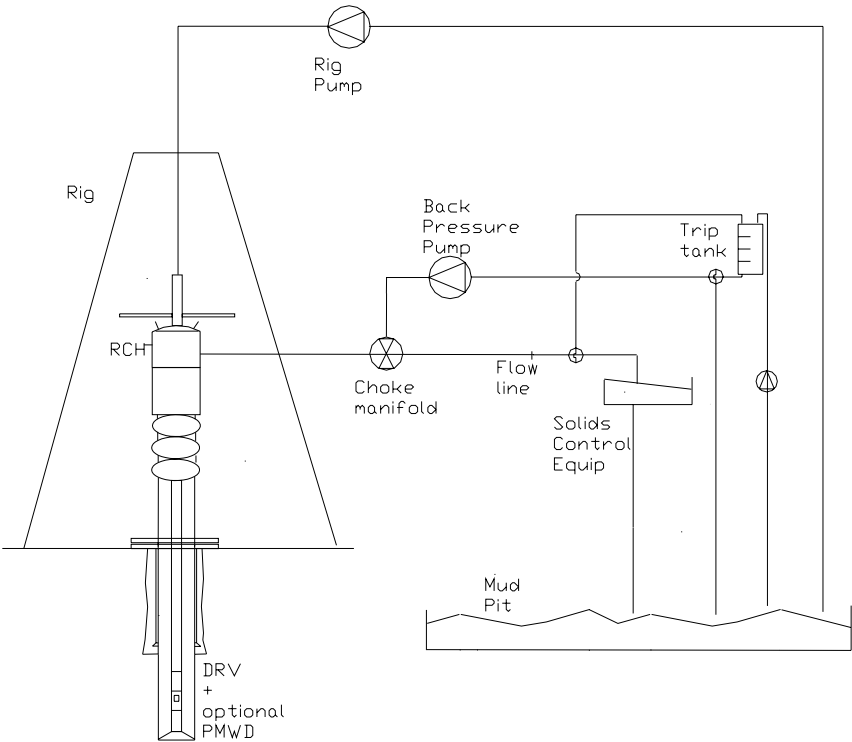 Rig
Pump
Rig
Back
Pressure
Pump
Trip
tank
RCH
Flow
line
Choke
manifold
Solids
Control
Equip
Mud
Pit
DRV
+
optional
PMWD